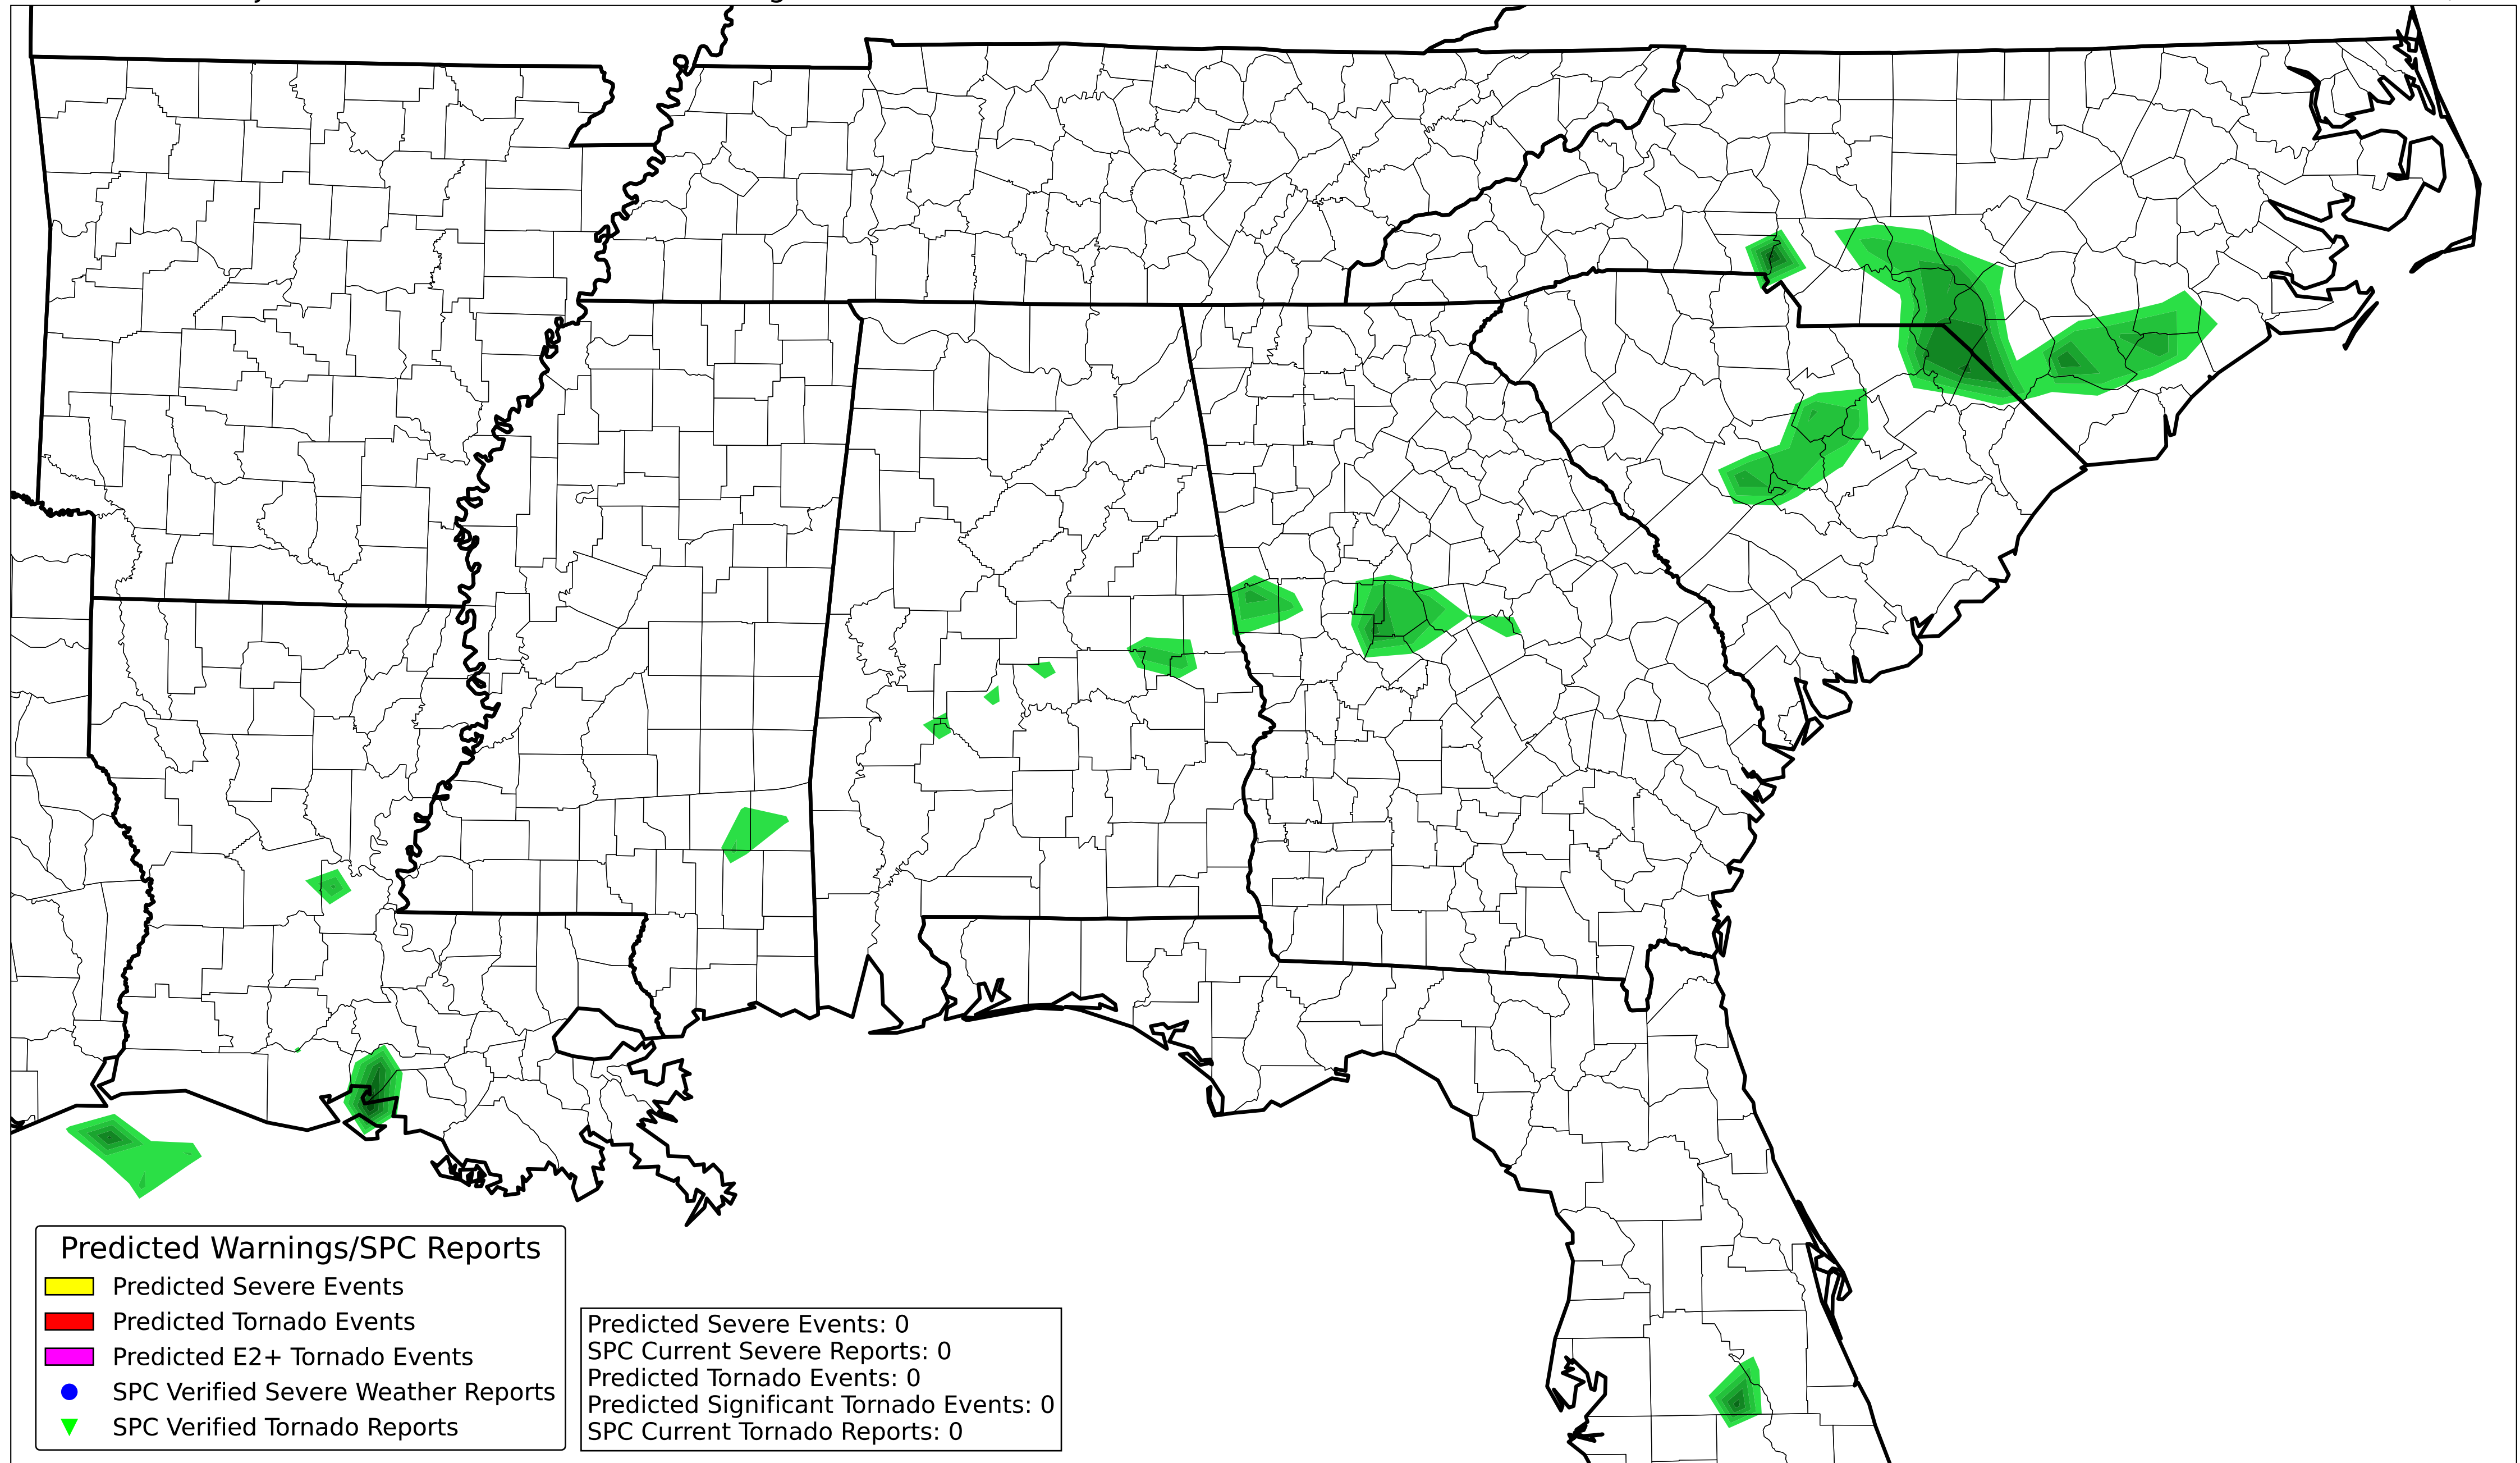 Predicted Warnings/SPC Reports
Predicted Severe Events
Predicted Tornado Events
Predicted E2+ Tornado Events
SPC Verified Severe Weather Reports
SPC Verified Tornado Reports
Predicted Severe Events: 0
SPC Current Severe Reports: 0
Predicted Tornado Events: 0
Predicted Significant Tornado Events: 0
SPC Current Tornado Reports: 0